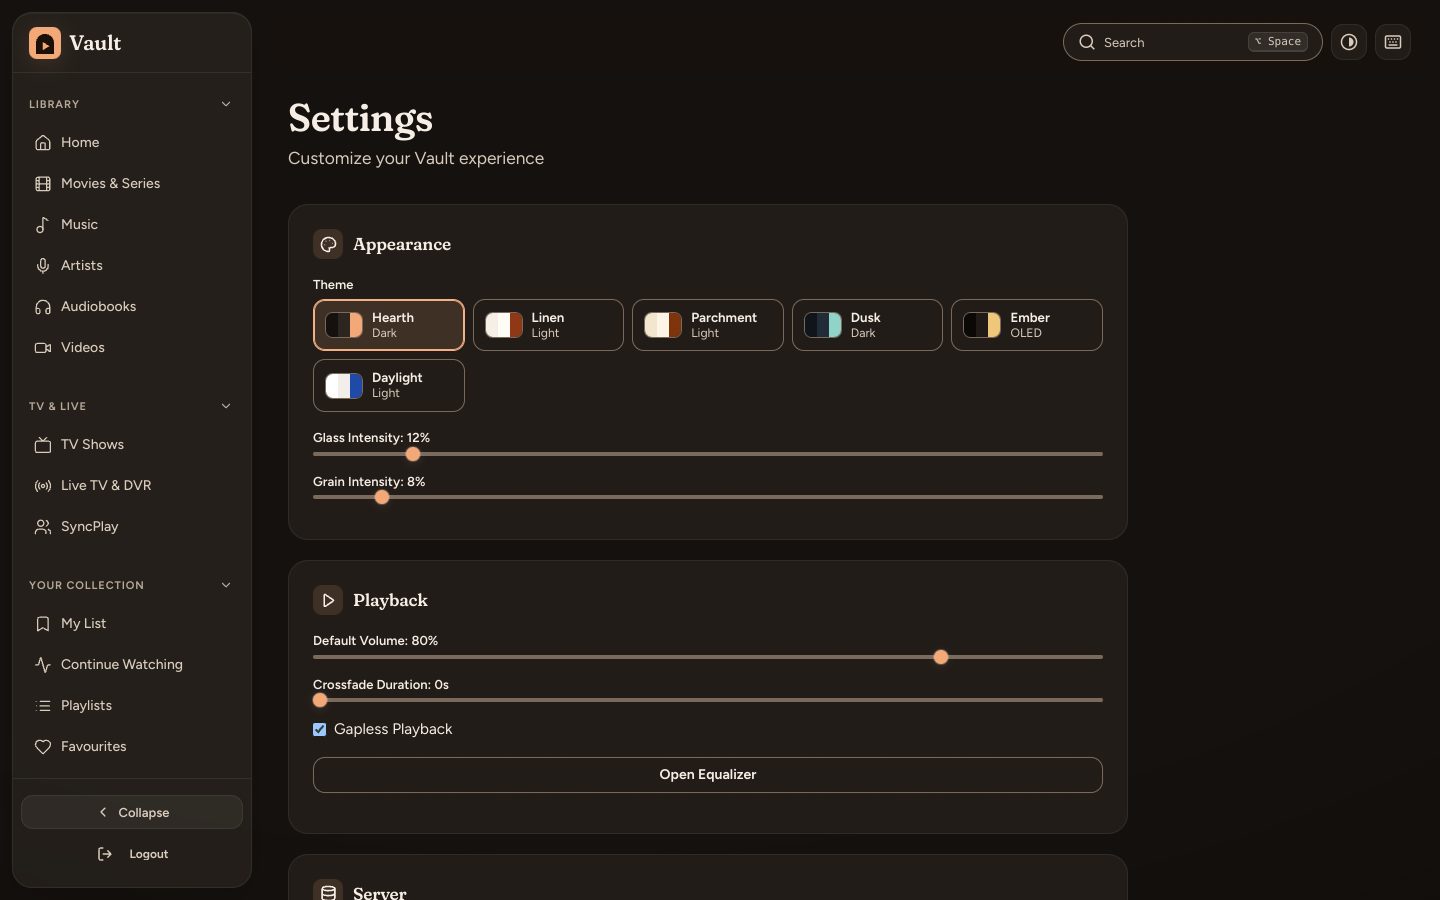 Vault
Search
⌥ Space
LIBRARY
Home
Movies & Series
Music
Artists
Audiobooks
Videos
TV & LIVE
TV Shows
Live TV & DVR
SyncPlay
YOUR COLLECTION
My List
Continue Watching
Playlists
Favourites
Collapse
Logout
Settings
Customize your Vault experience
Appearance
Theme
Hearth
Dark
Linen
Light
Parchment
Light
Dusk
Dark
Ember
OLED
Daylight
Light
Glass Intensity: 12%
Grain Intensity: 8%
Playback
Default Volume: 80%
Crossfade Duration: 0s
Gapless Playback
Open Equalizer
Server